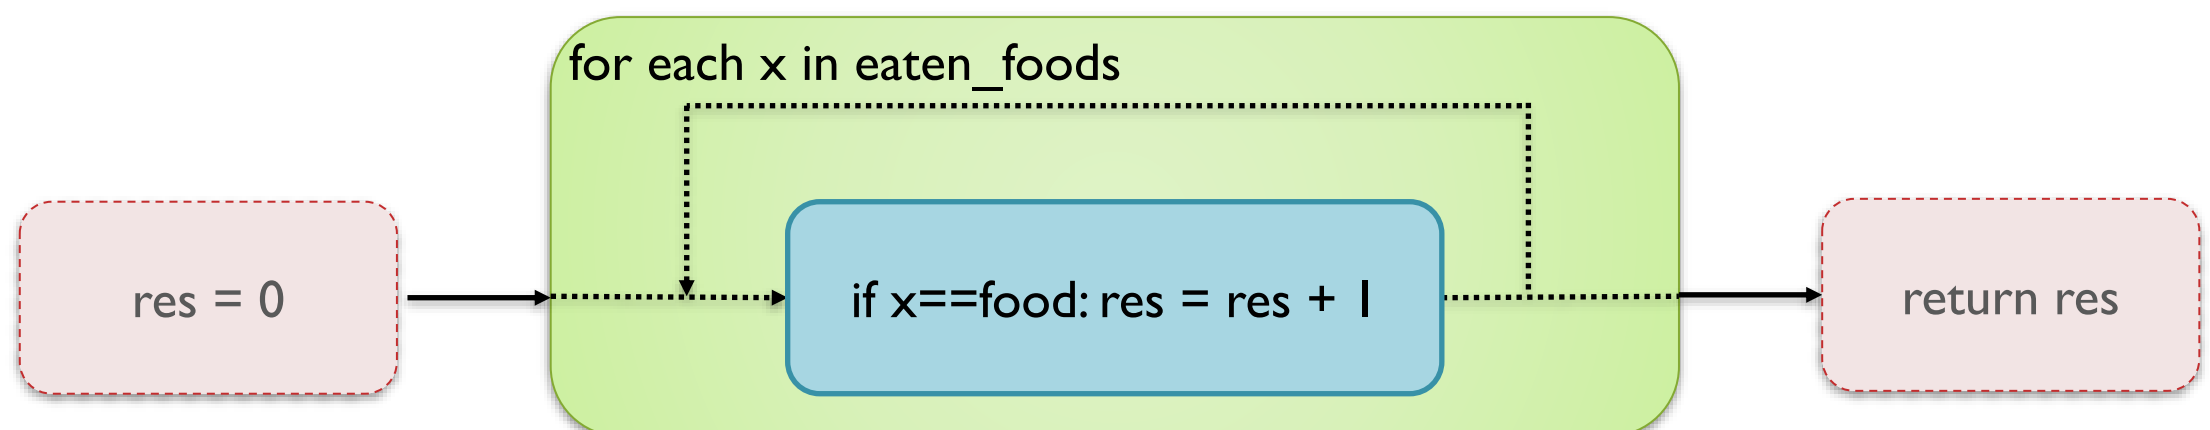 for each x in eaten_foods
res = 0
if x==food: res = res + 1
return res